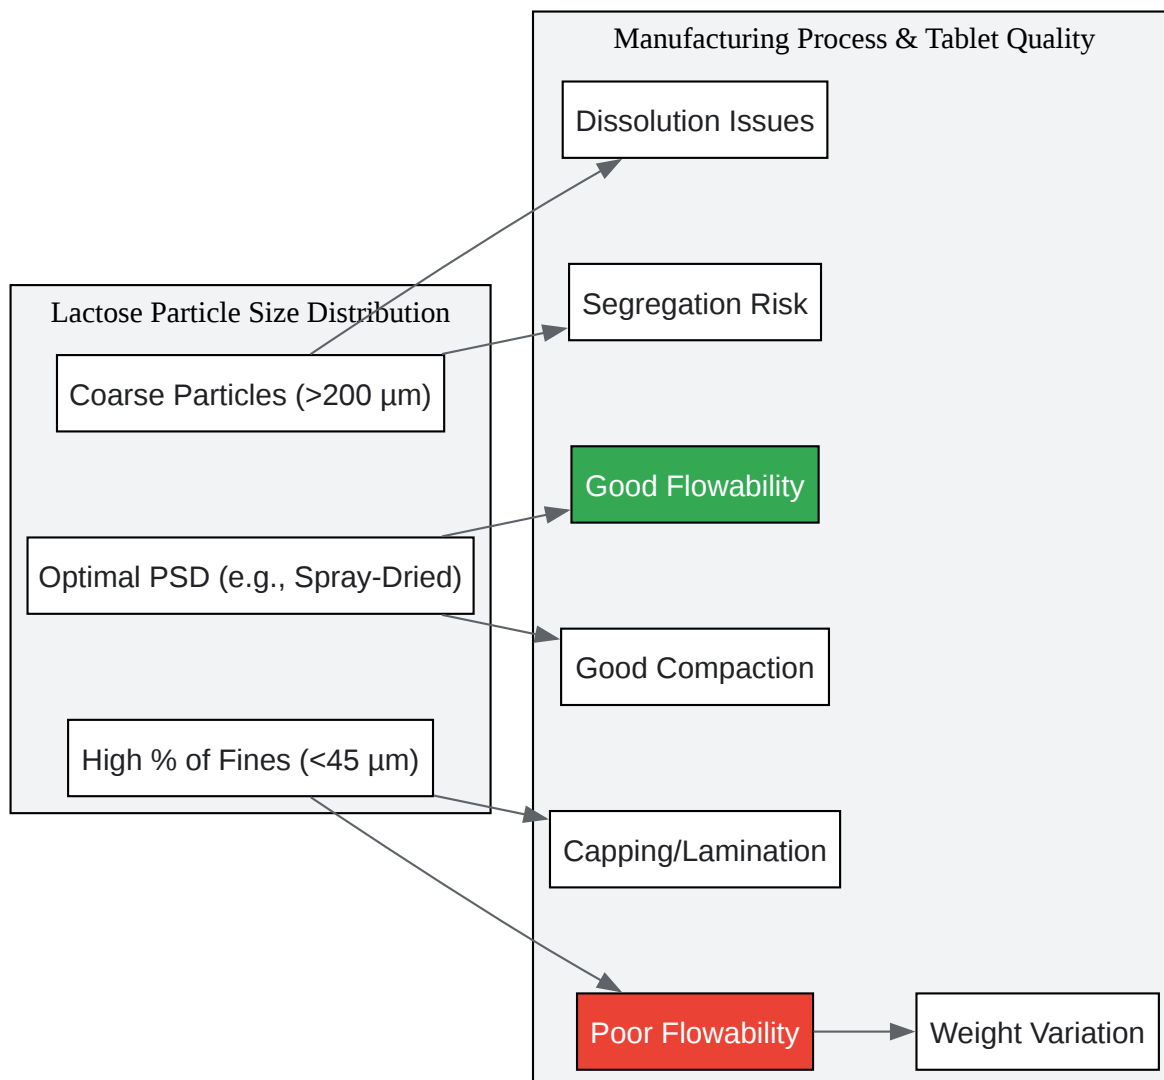 Manufacturing Process & Tablet Quality
Dissolution Issues
Segregation Risk
Lactose Particle Size Distribution
Coarse Particles (>200 µm)
Good Flowability
Optimal PSD (e.g., Spray-Dried)
Good Compaction
High % of Fines (<45 µm)
Capping/Lamination
Poor Flowability
Weight Variation